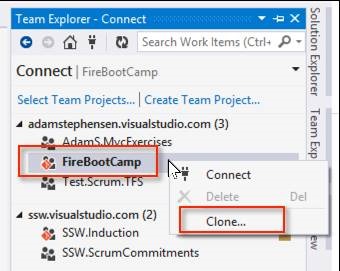 Team Explorer - Connect
Search Work Items (Ctrl+
Connect | FireBootCamp
Select Team Projects... | Create Team Project...
adamstephensen.visualstudio.com (3)
AdamS.MvcExercises
FireBootCamp
Test.Scrum.TFS
Connect
Delete Del
Clone...
ssw.visualstudio.com (2)
SSW.Induction
SSW.ScrumCommitments
Solution Explorer
Team Exp